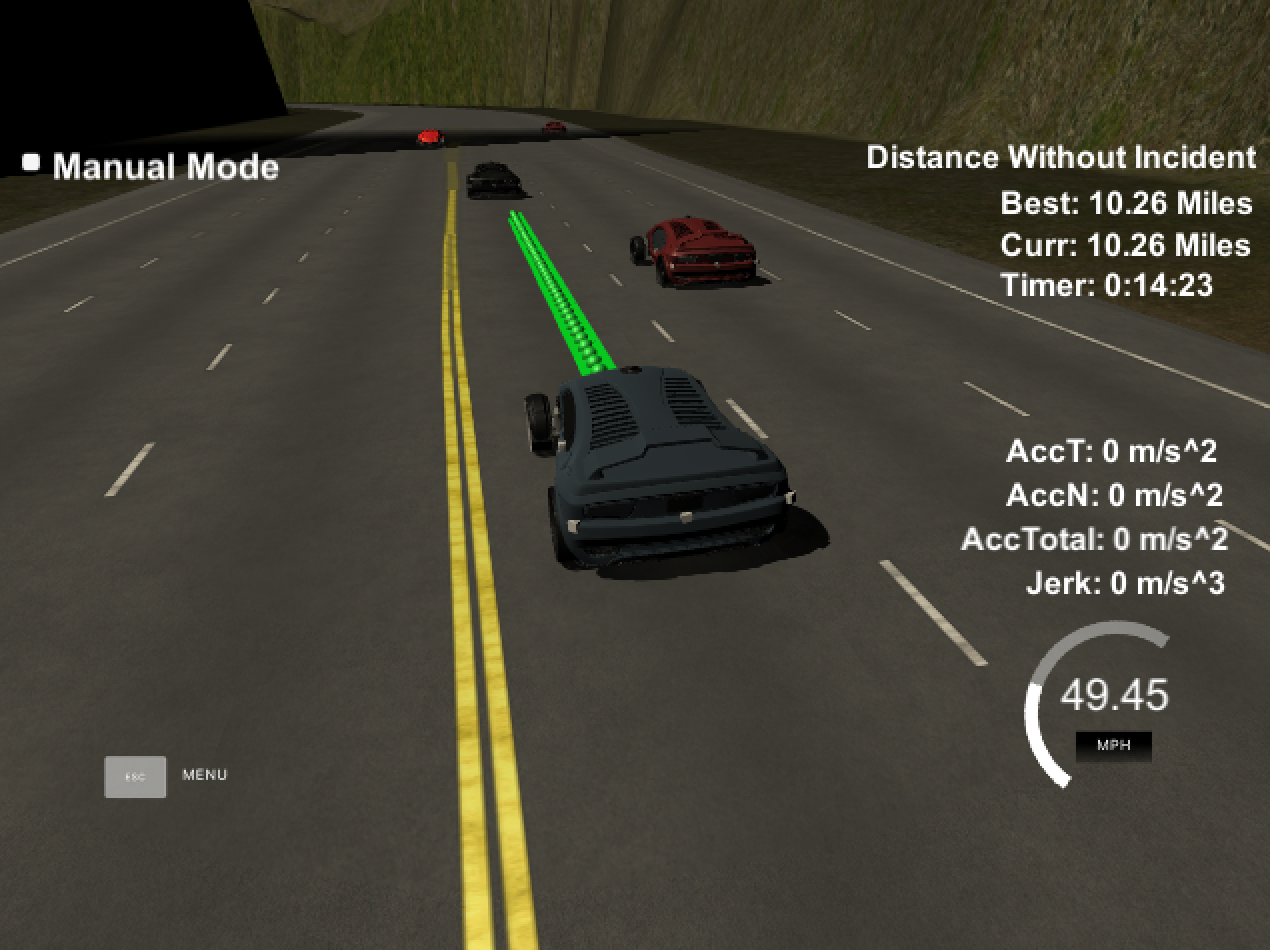 Manual Mode
Distance Without Incident
Best: 10.26 Miles
Curr: 10.26 Miles
Timer: 0:14:23
AccT: 0 m/s^2
AccN: 0 m/s^2
AccTotal: 0 m/s^2
Jerk: 0 m/s^3
49.45
MPH
ESC MENU